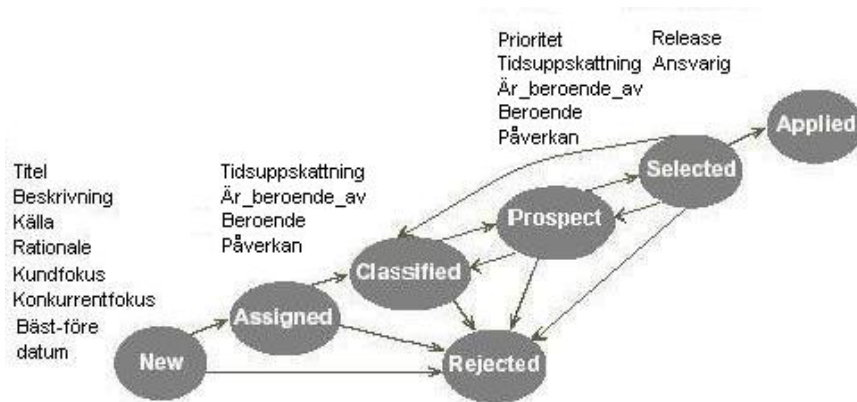 Prioritet
Tidsuppskattning
Är_beroende_av
Beroende
Påverkan
Release
Ansvarig
Applied
Selected
Titel
Beskrivning
Källa
Rationale
Kundfokus
Konkurrentfokus
Bäst-före
datum
Tidsuppskattning
Är_beroende_av
Beroende
Påverkan
Prospect
Classified
Assigned
New
Rejected